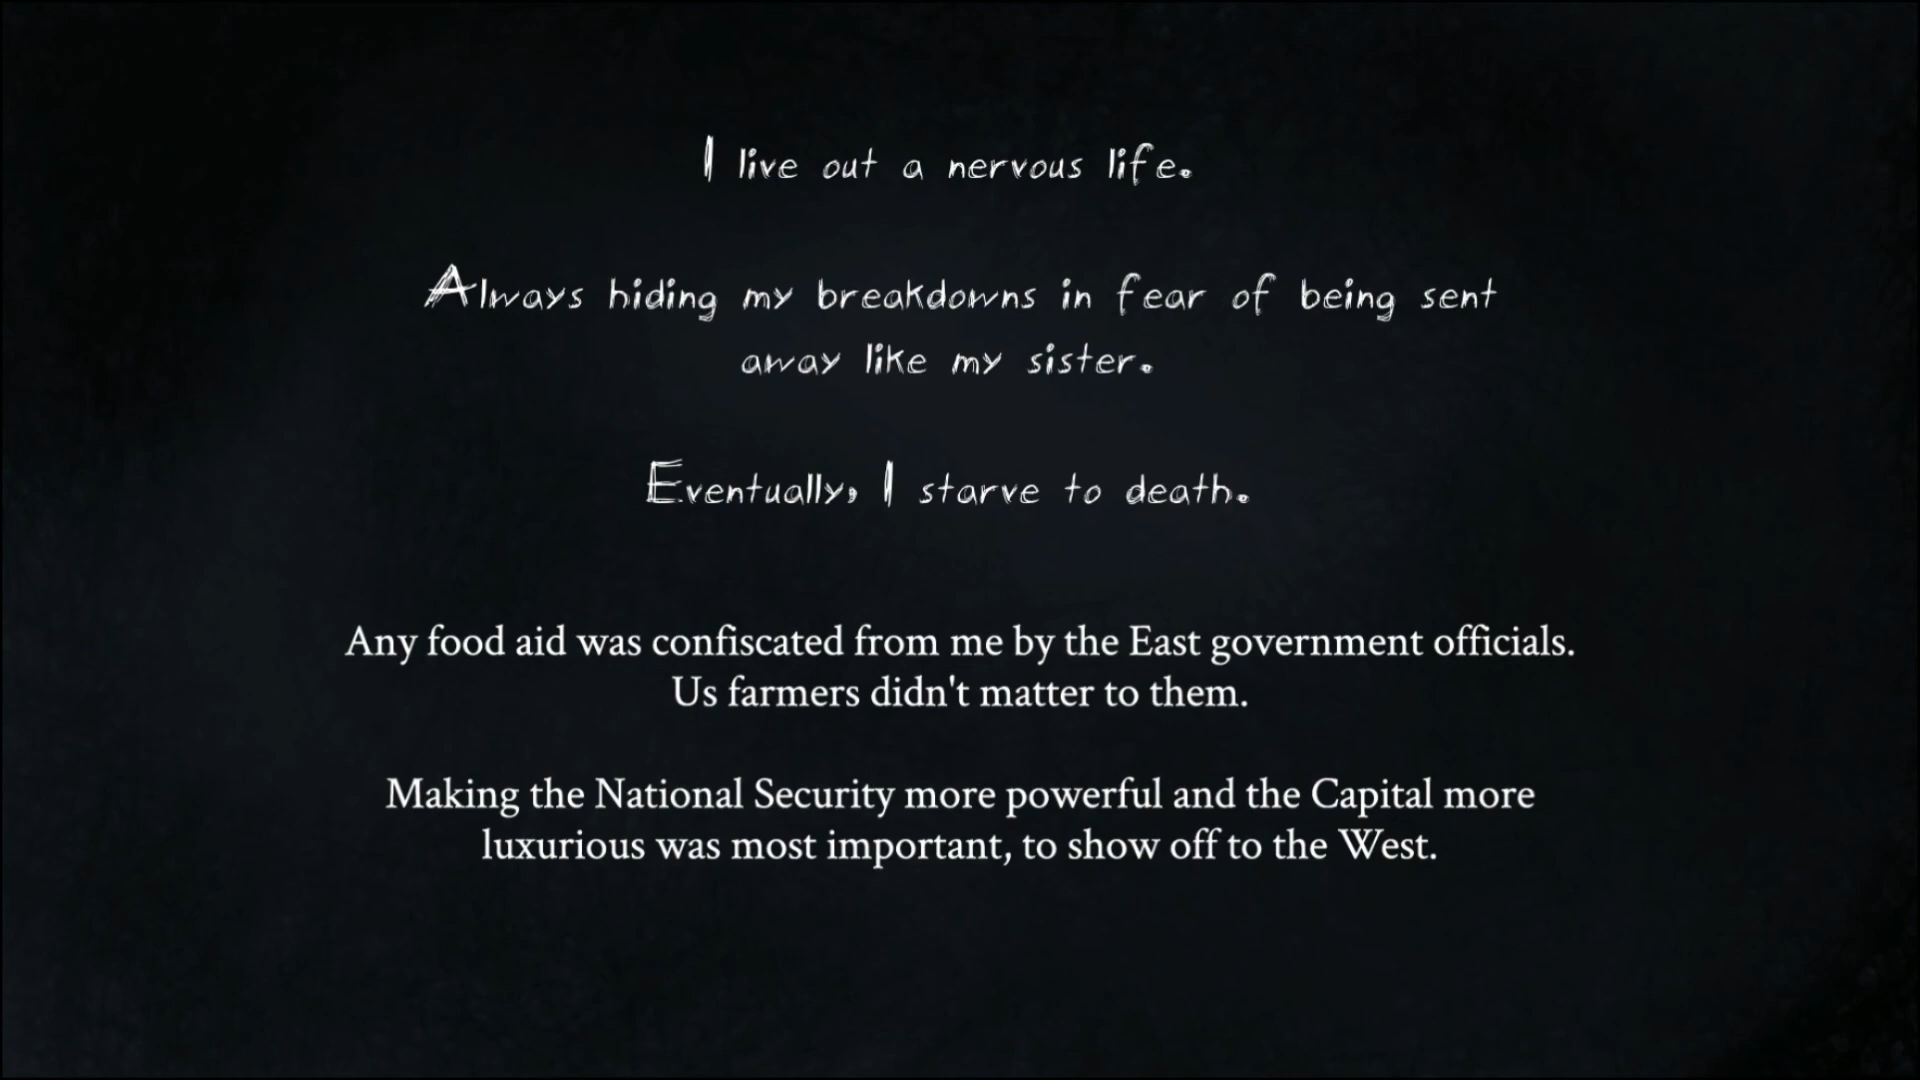 I live out a nervous life.
Always hiding my breakdowns in fear of being sent
away like my sister.
Eventually, I starve to death.
Any food aid was confiscated from me by the East government officials.
Us farmers didn't matter to them.
Making the National Security more powerful and the Capital more
luxurious was most important, to show off to the West.